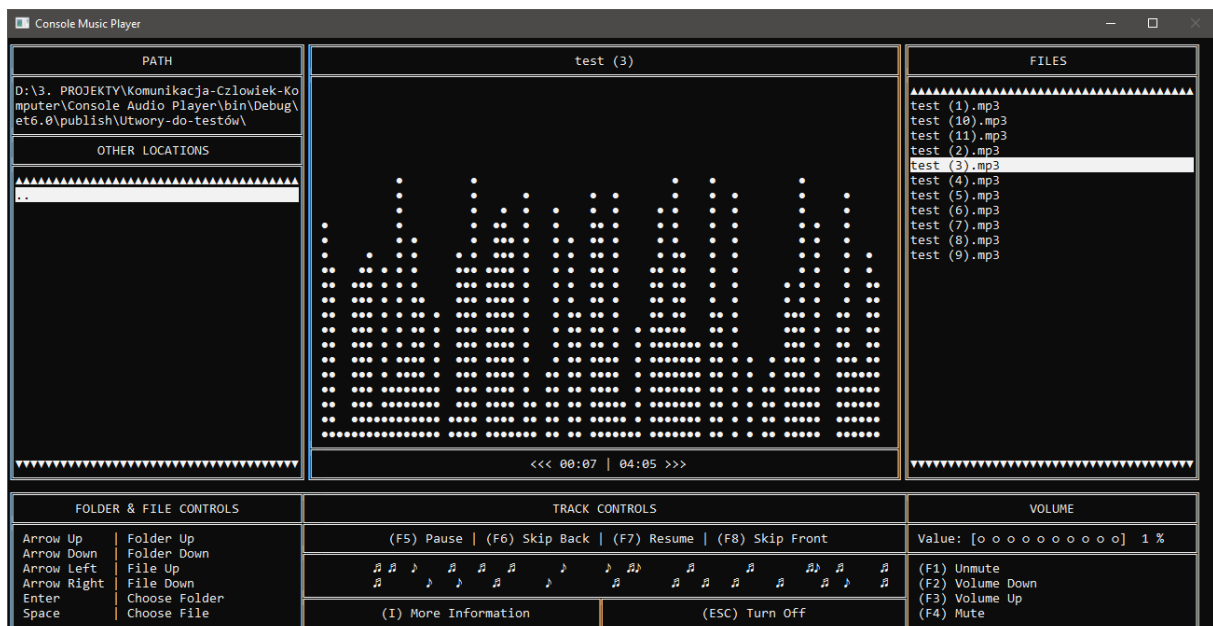 Console Music Player
PATH
D:\3. PROJEKTY\Komunikacja-Czlowiek-Ko
mputer\Console Audio Player\bin\Debug\
et6.0\publish\Utwory-do-testów\
OTHER LOCATIONS
▲▲▲▲▲▲▲▲▲▲▲▲▲▲▲▲▲▲▲▲▲▲▲▲▲▲▲▲▲▲▲▲▲▲▲▲▲▲
..
▼▼▼▼▼▼▼▼▼▼▼▼▼▼▼▼▼▼▼▼▼▼▼▼▼▼▼▼▼▼▼▼▼▼▼▼▼▼
test (3)
<<< 00:07 | 04:05 >>>
FILES
▲▲▲▲▲▲▲▲▲▲▲▲▲▲▲▲▲▲▲▲▲▲▲▲▲▲▲▲▲▲▲▲▲▲▲▲▲▲
test (1).mp3
test (10).mp3
test (11).mp3
test (2).mp3
test (3).mp3
test (4).mp3
test (5).mp3
test (6).mp3
test (7).mp3
test (8).mp3
test (9).mp3
▼▼▼▼▼▼▼▼▼▼▼▼▼▼▼▼▼▼▼▼▼▼▼▼▼▼▼▼▼▼▼▼▼▼▼▼▼▼
FOLDER & FILE CONTROLS
Arrow Up | Folder Up
Arrow Down | Folder Down
Arrow Left | File Up
Arrow Right | File Down
Enter | Choose Folder
Space | Choose File
TRACK CONTROLS
(F5) Pause | (F6) Skip Back | (F7) Resume | (F8) Skip Front
(I) More Information
(ESC) Turn Off
VOLUME
Value: [o o o o o o o o o o] 1 %
(F1) Unmute
(F2) Volume Down
(F3) Volume Up
(F4) Mute